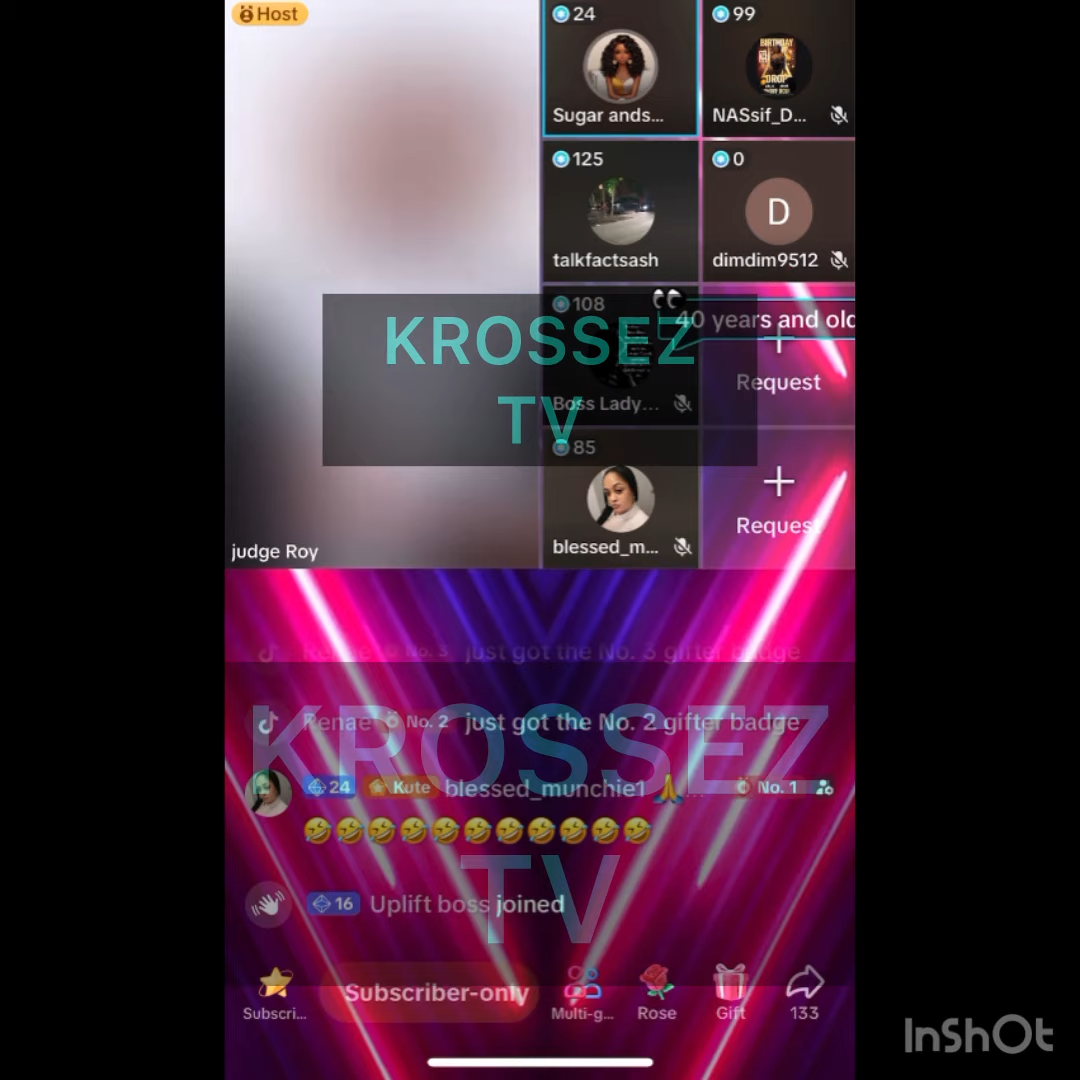 Host
24
99
Sugar ands...
NASsif_D...
125
0
D
talkfactsash
dimdim9512
108
40 years and old
KROSSEZ
TV
Request
Boss Lady...
85
Request
blessed_m...
judge Roy
Renae No. 3 just got the No. 3 gifter badge
Renae No. 2 just got the No. 2 gifter badge
KROSSEZ
TV
24 Kute blessed_munchie1 🙏... No. 1
🤣🤣🤣🤣🤣🤣🤣🤣🤣🤣🤣
16 Uplift boss joined
Subscriber-only
Subscri...
Multi-g...
Rose
Gift
133
InShOt